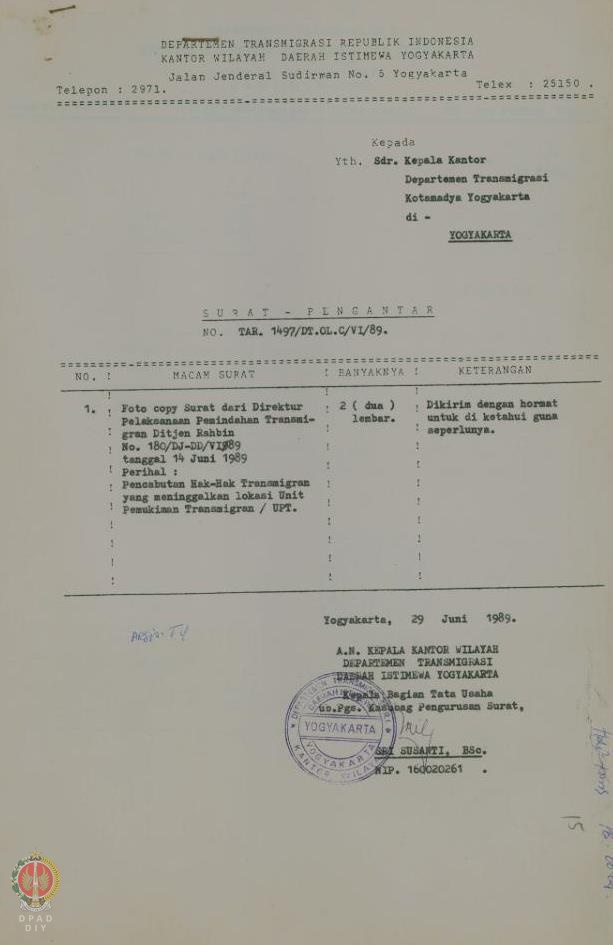 DEPARTEMEN TRANSMIGRASI REPUBLIK INDONESIA
KANTOR WILAYAH DAERAH ISTIMEWA YOGYAKARTA
Jalan Jenderal Sudirman No. 5 Yogyakarta
Telepon : 2971. Telex : 25150 .
Kepada
Yth. Sdr. Kepala Kantor
Departemen Transmigrasi
Kotamadya Yogyakarta
di -
YOGYAKARTA
SURAT - PENGANTAR
NO. TAR. 1497/DT.OL.C/VI/89.
NO. ! MACAM SURAT ! BANYAKNYA ! KETERANGAN
1. Foto copy Surat dari Direktur 2 ( dua ) Dikirim dengan hormat
Pelaksanaan Pemindahan Transmi- lembar. untuk di ketahui guna
gran Ditjen Rahbin seperlunya.
No. 180/DJ-DD/VI/89
tanggal 14 Juni 1989
Perihal :
Pencabutan Hak-Hak Transmigran
yang meninggalkan lokasi Unit
Pemukiman Transmigran / UPT.
Yogyakarta, 29 Juni 1989.
A.N. KEPALA KANTOR WILAYAH
DEPARTEMEN TRANSMIGRASI
DAERAH ISTIMEWA YOGYAKARTA
Kepala Bagian Tata Usaha
uo.Pgs. Kasubag Pengurusan Surat,
SRI SUSANTI, BSc.
NIP. 160020261 .
DEPARTEMEN TRANSMIGRASI
YOGYAKARTA
YOGYAKARTA
KANTOR WILAYAH
15
DPAD
DIY